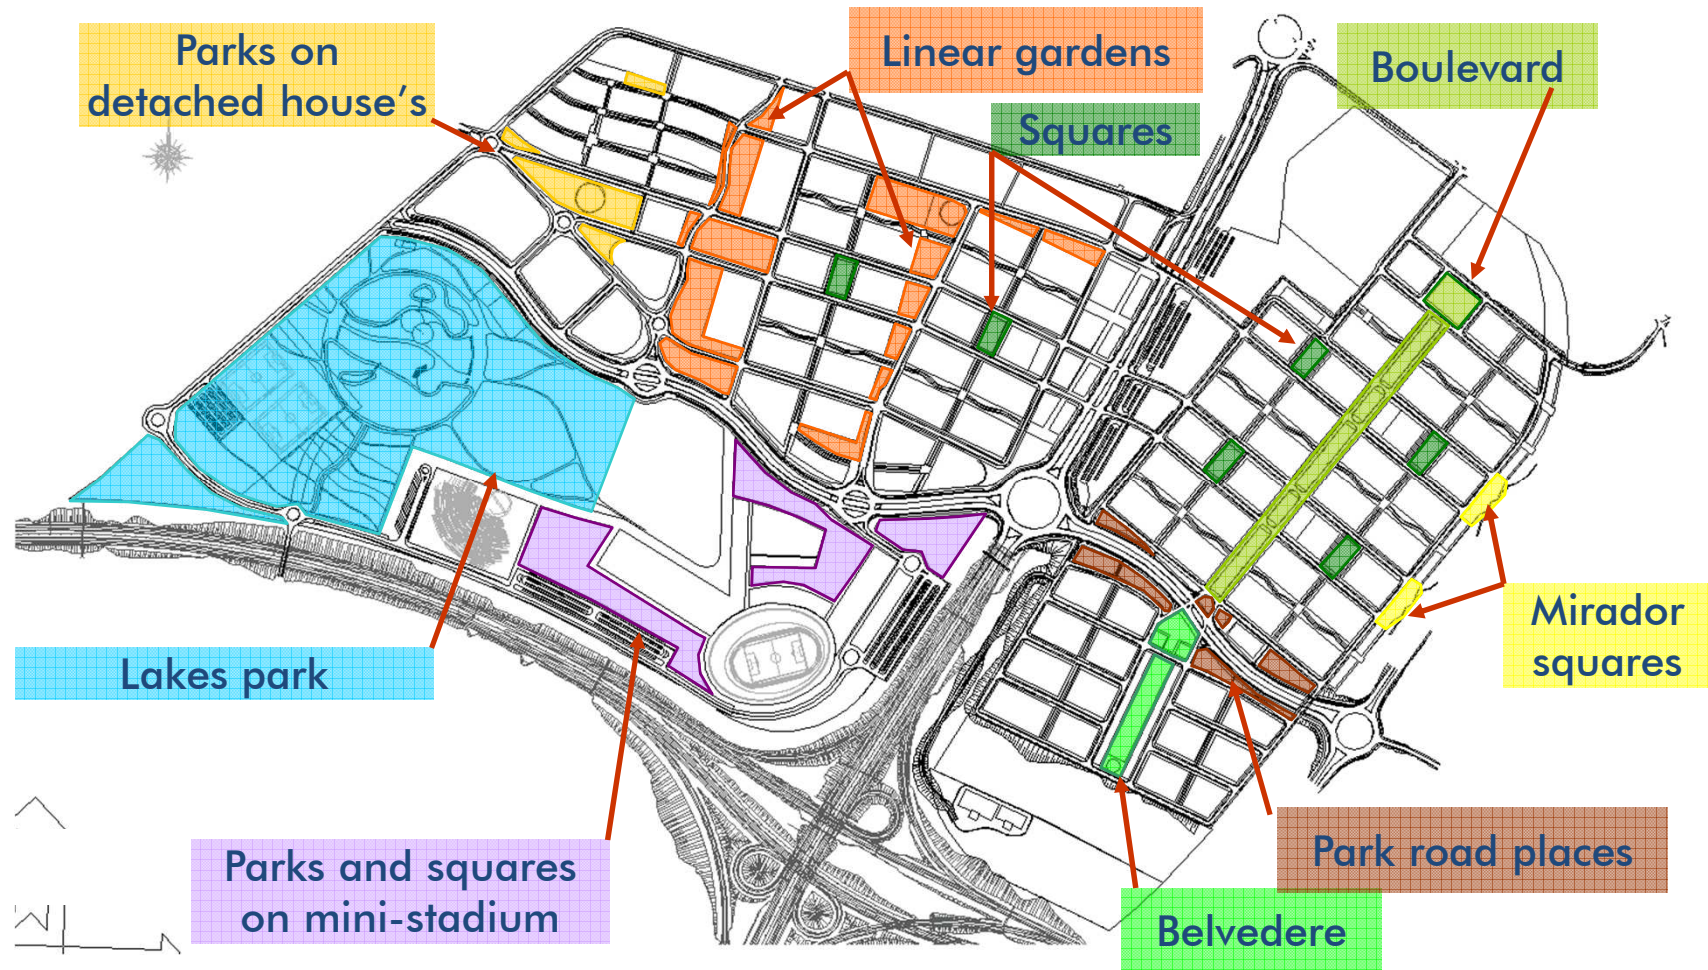 Parks on
detached house's
Linear gardens
Boulevard
Squares
Mirador
squares
Lakes park
Parks and squares
on mini-stadium
Park road places
Belvedere